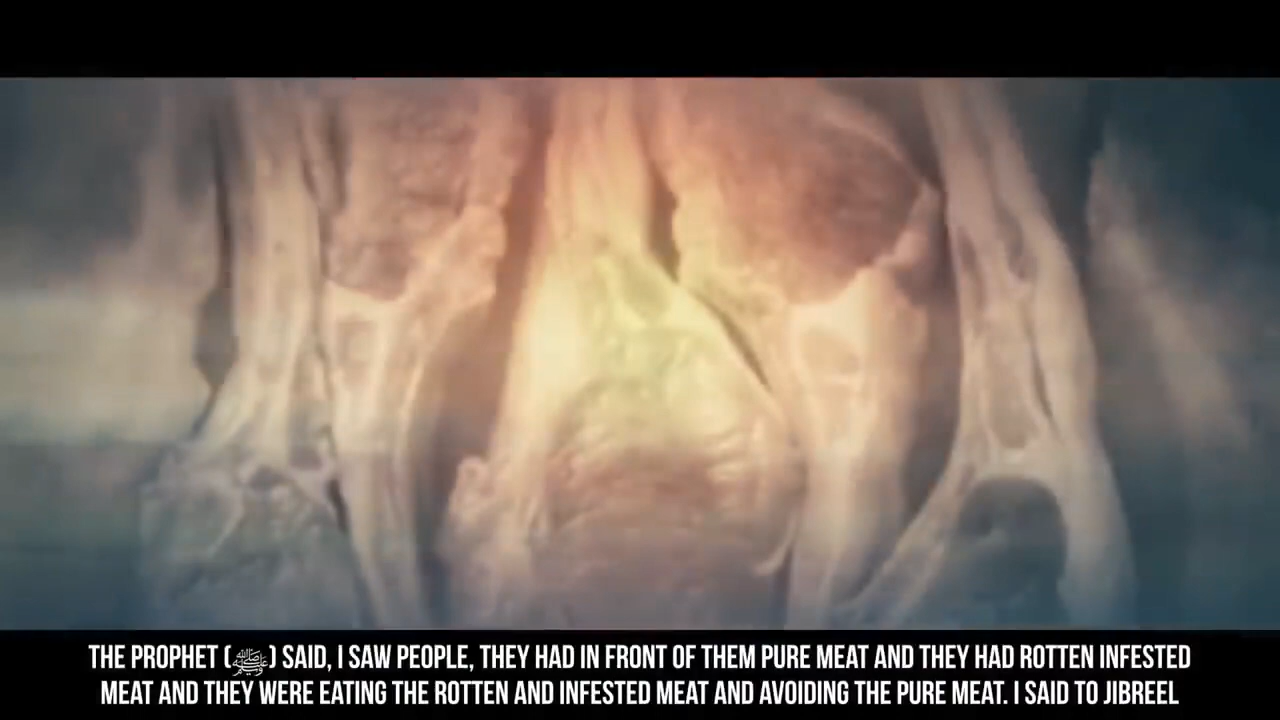 THE PROPHET (ﷺ) SAID, I SAW PEOPLE, THEY HAD IN FRONT OF THEM PURE MEAT AND THEY HAD ROTTEN INFESTED
MEAT AND THEY WERE EATING THE ROTTEN AND INFESTED MEAT AND AVOIDING THE PURE MEAT. I SAID TO JIBREEL